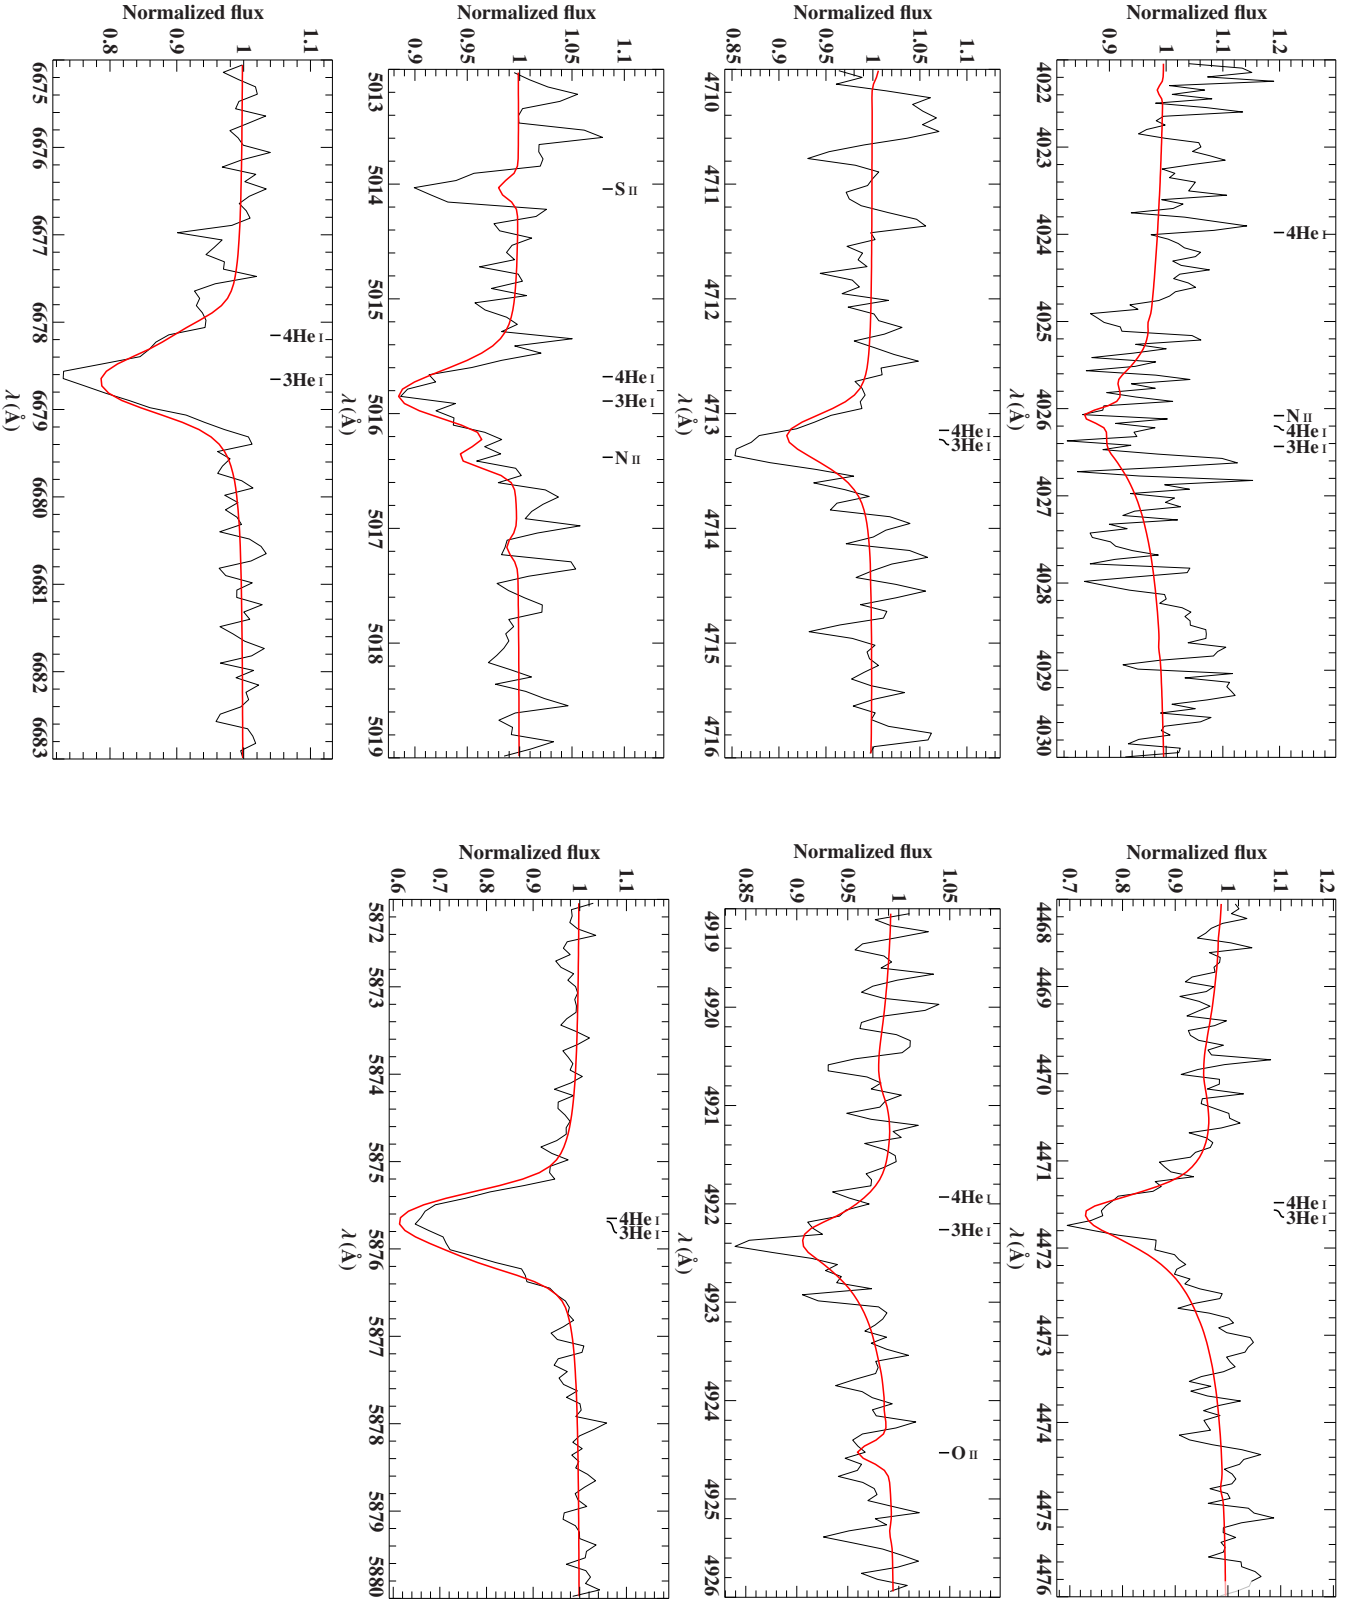 Normalized flux
0.9 1 1.1 1.2
4022 4023 4024 4025 4026 4027 4028 4029 4030
λ (Å)
4He I
N II
4He I
3He I
Normalized flux
0.7 0.8 0.9 1 1.1 1.2
4468 4469 4470 4471 4472 4473 4474 4475 4476
λ (Å)
4He I
3He I
Normalized flux
0.85 0.9 0.95 1 1.05 1.1
4710 4711 4712 4713 4714 4715 4716
λ (Å)
4He I
3He I
Normalized flux
0.85 0.9 0.95 1 1.05
4919 4920 4921 4922 4923 4924 4925 4926
λ (Å)
4He I
3He I
O II
Normalized flux
0.9 0.95 1 1.05 1.1
5013 5014 5015 5016 5017 5018 5019
λ (Å)
S II
4He I
3He I
N II
Normalized flux
0.6 0.7 0.8 0.9 1 1.1
5872 5873 5874 5875 5876 5877 5878 5879 5880
λ (Å)
4He I
3He I
Normalized flux
0.8 0.9 1 1.1
6675 6676 6677 6678 6679 6680 6681 6682 6683
λ (Å)
4He I
3He I